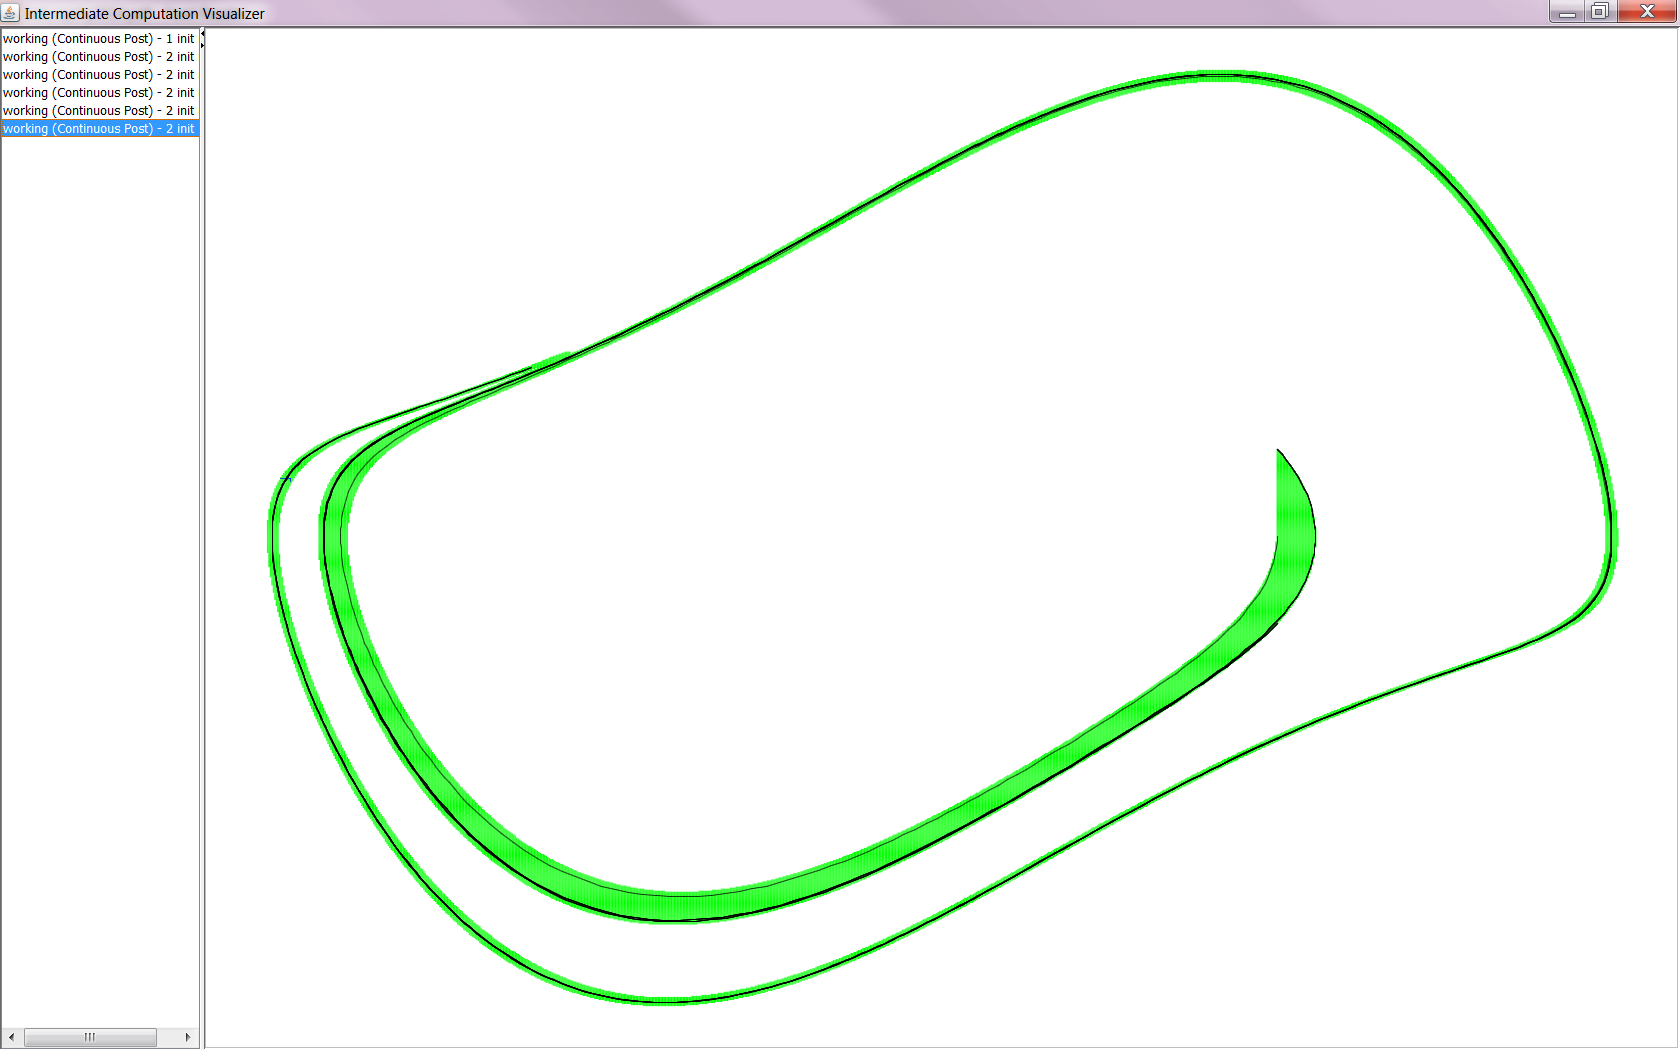 Intermediate Computation Visualizer
working (Continuous Post) - 1 init
working (Continuous Post) - 2 init
working (Continuous Post) - 2 init
working (Continuous Post) - 2 init
working (Continuous Post) - 2 init
working (Continuous Post) - 2 init